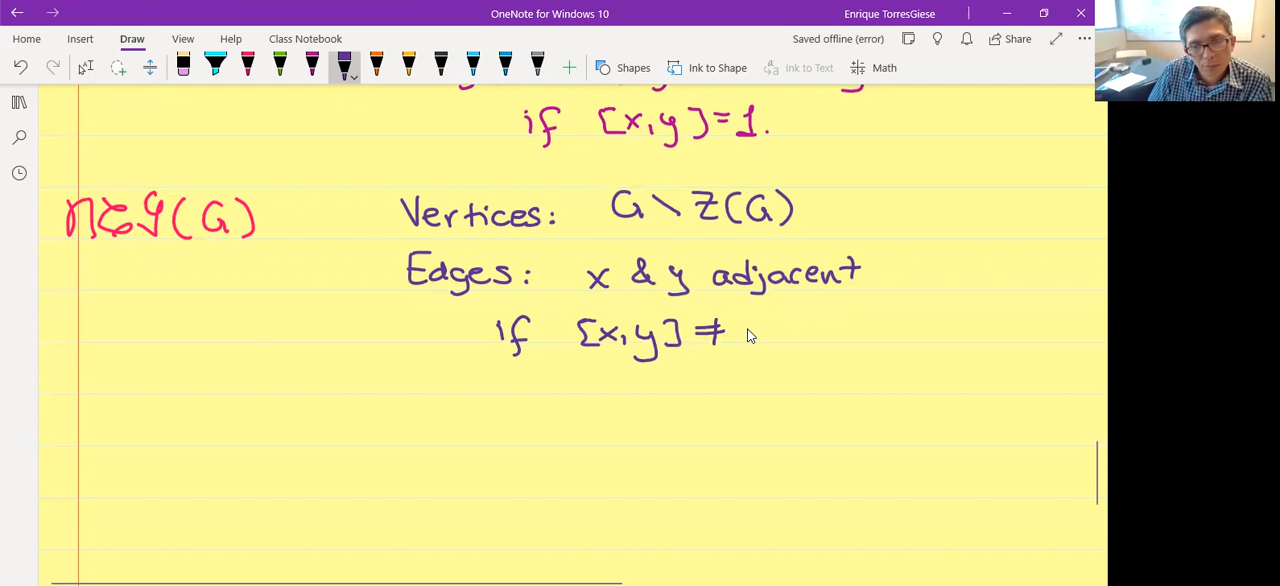 OneNote for Windows 10
Enrique TorresGiese
Home Insert Draw View Help Class Notebook
Saved offline (error) Share
Shapes Ink to Shape Ink to Text Math
if [x,y]=1.
Vertices: G \ Z(G)
Edges: x & y adjacent
if [x,y] ≠